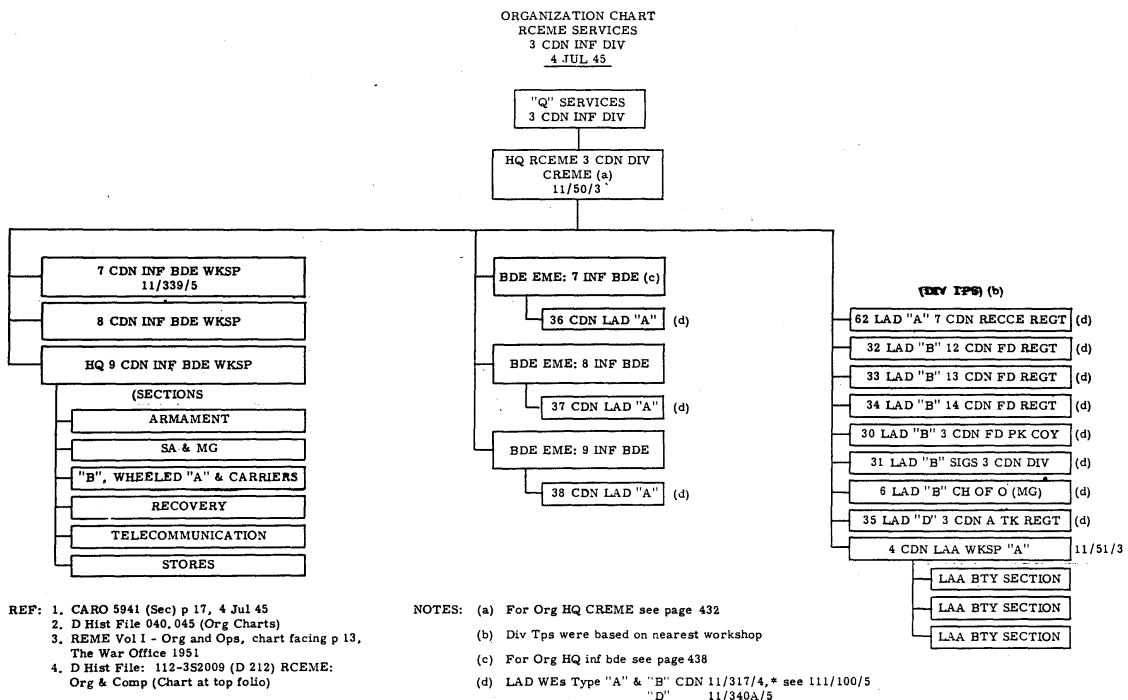 ORGANIZATION CHART
RCEME SERVICES
3 CDN INF DIV
4 JUL 45
"Q" SERVICES
3 CDN INF DIV
HQ RCEME 3 CDN DIV
CREME (a)
11/50/3
7 CDN INF BDE WKSP
11/339/5
8 CDN INF BDE WKSP
HQ 9 CDN INF BDE WKSP
(SECTIONS
ARMAMENT
SA & MG
"B", WHEELED "A" & CARRIERS
RECOVERY
TELECOMMUNICATION
STORES
BDE EME: 7 INF BDE (c)
36 CDN LAD "A" (d)
BDE EME: 8 INF BDE
37 CDN LAD "A" (d)
BDE EME: 9 INF BDE
38 CDN LAD "A" (d)
(DIV TPS) (b)
62 LAD "A" 7 CDN RECCE REGT (d)
32 LAD "B" 12 CDN FD REGT (d)
33 LAD "B" 13 CDN FD REGT (d)
34 LAD "B" 14 CDN FD REGT (d)
30 LAD "B" 3 CDN FD PK COY (d)
31 LAD "B" SIGS 3 CDN DIV (d)
6 LAD "B" CH OF O (MG) (d)
35 LAD "D" 3 CDN A TK REGT (d)
4 CDN LAA WKSP "A" 11/51/3
LAA BTY SECTION
LAA BTY SECTION
LAA BTY SECTION
REF: 1. CARO 5941 (Sec) p 17, 4 Jul 45
2. D Hist File 040.045 (Org Charts)
3. REME Vol I - Org and Ops, chart facing p 13,
The War Office 1951
4. D Hist File: 112-3S2009 (D 212) RCEME:
Org & Comp (Chart at top folio)
NOTES: (a) For Org HQ CREME see page 432
(b) Div Tps were based on nearest workshop
(c) For Org HQ inf bde see page 438
(d) LAD WEs Type "A" & "B" CDN 11/317/4,* see 111/100/5
"D" 11/340A/5